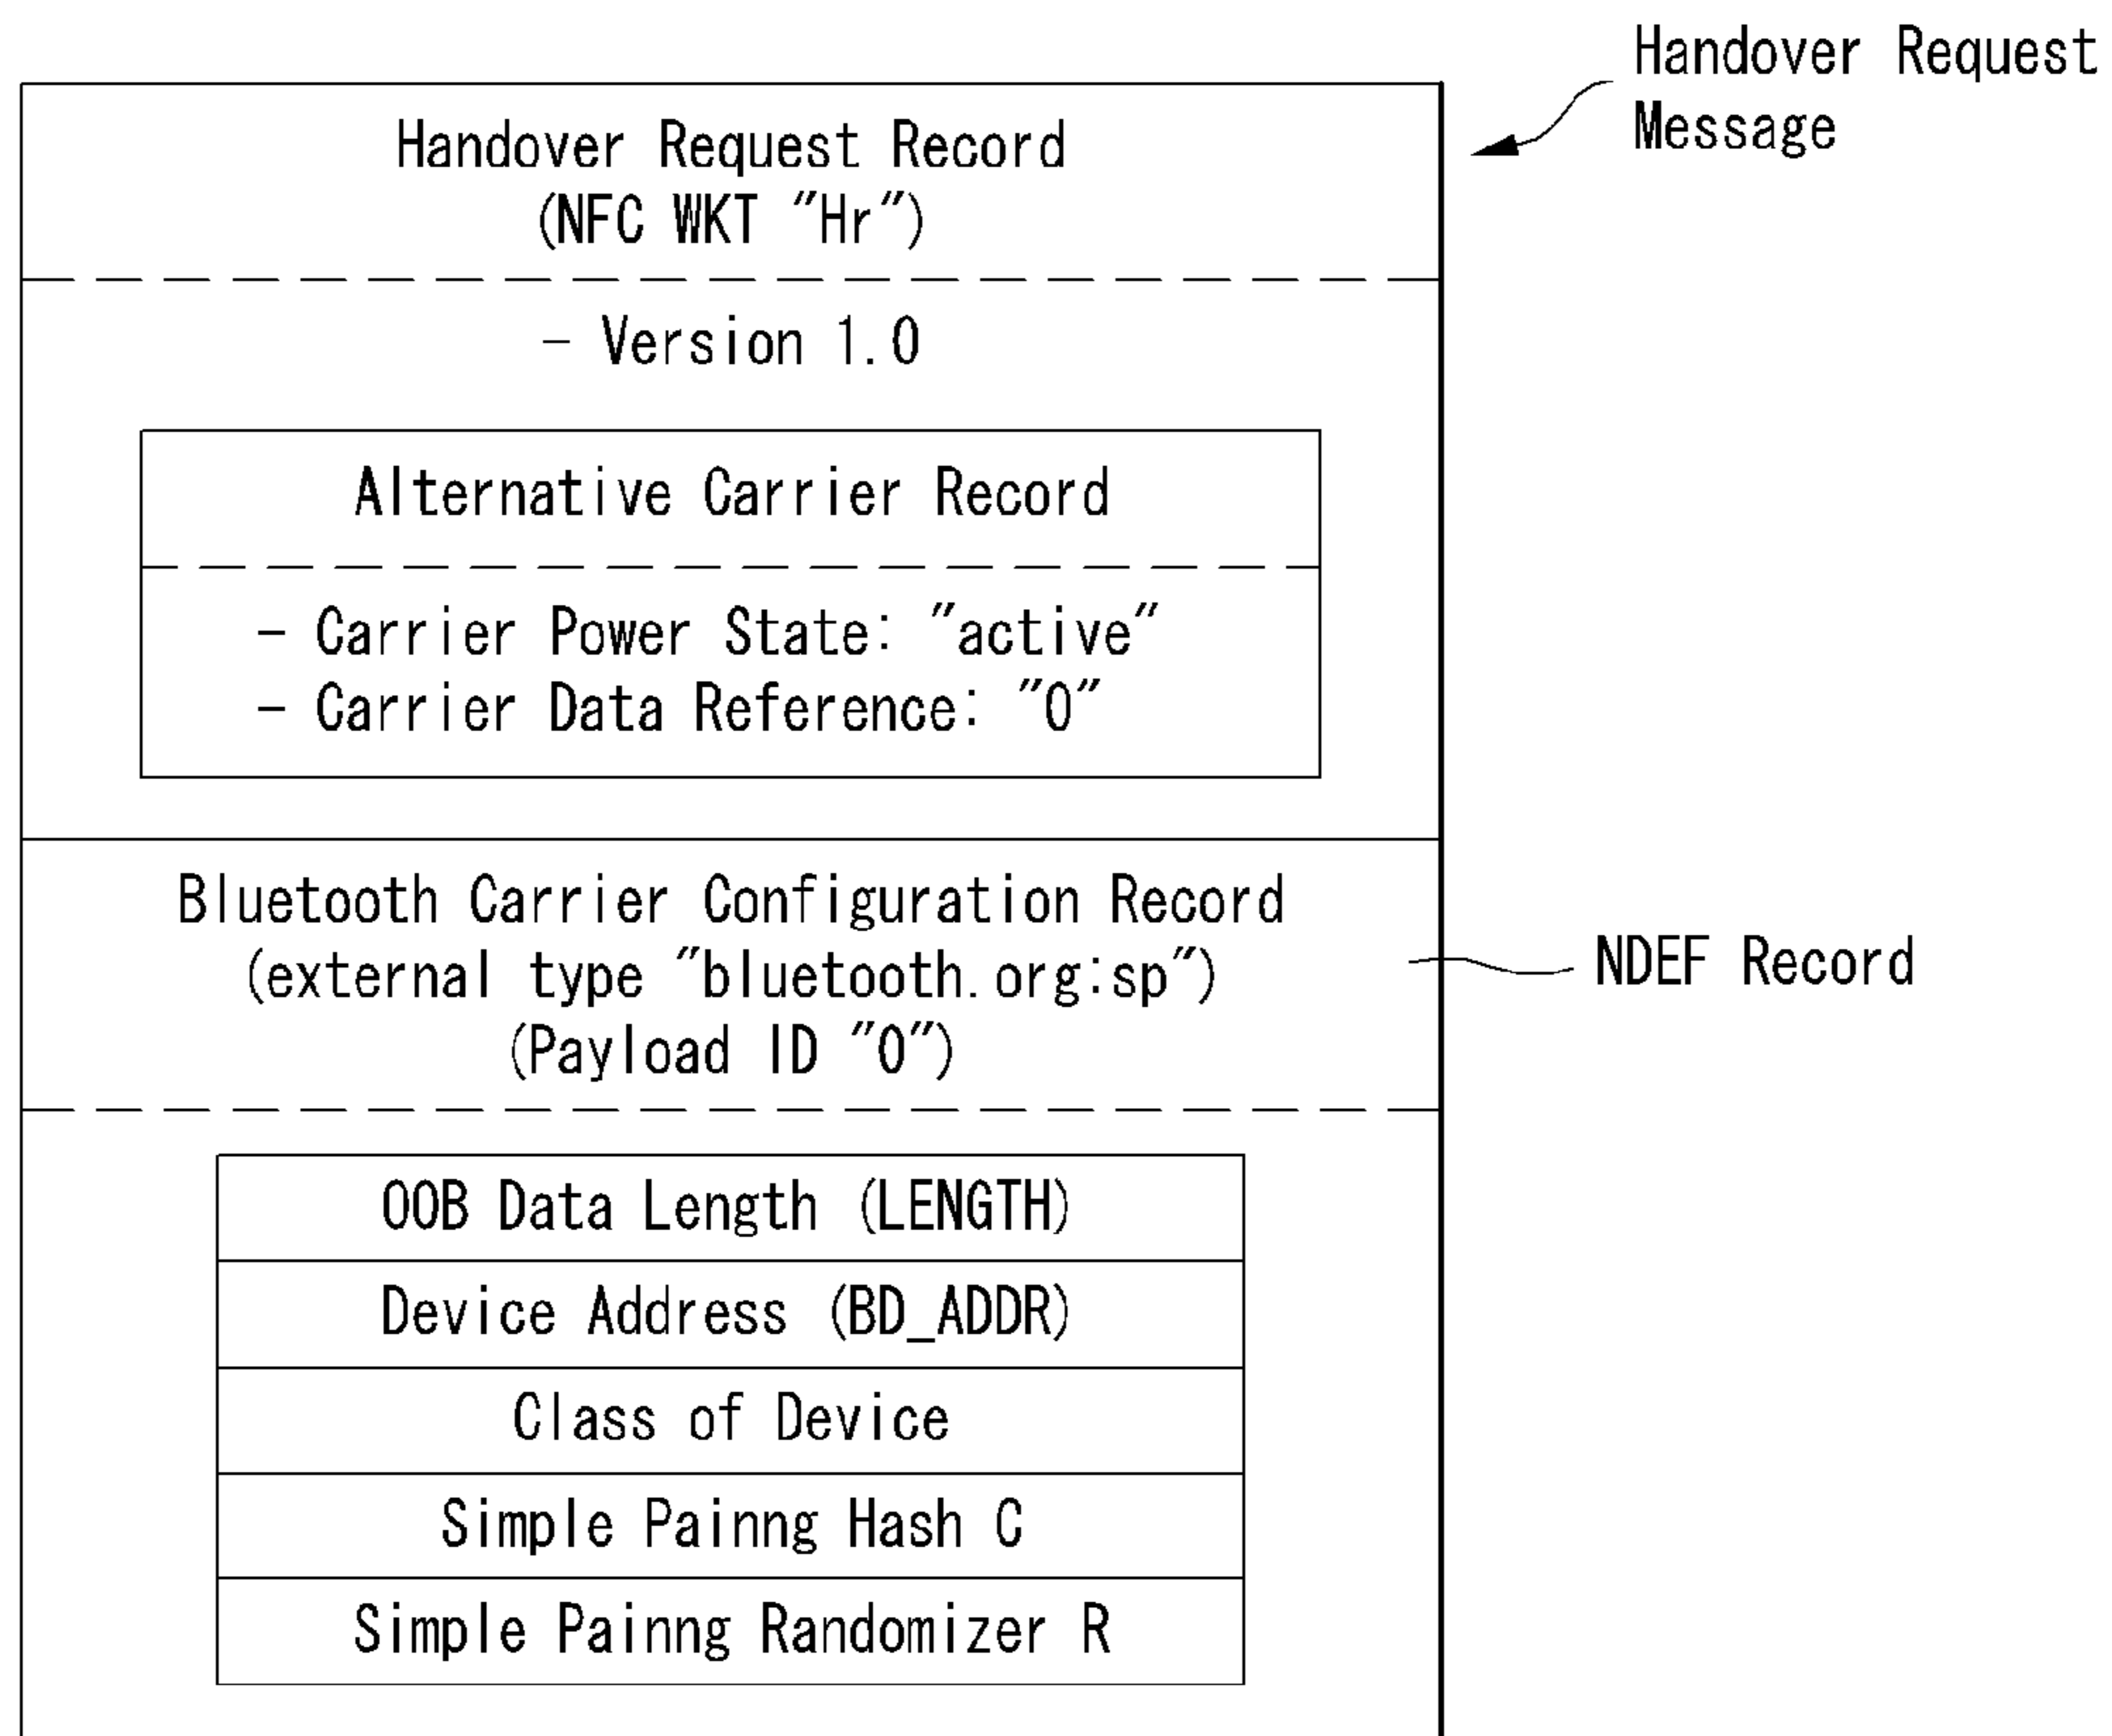 Handover Request
Message
Handover Request Record
(NFC WKT "Hr")
- Version 1.0
Alternative Carrier Record
- Carrier Power State: "active"
- Carrier Data Reference: "0"
Bluetooth Carrier Configuration Record
(external type "bluetooth.org:sp")
(Payload ID "0")
NDEF Record
OOB Data Length (LENGTH)
Device Address (BD_ADDR)
Class of Device
Simple Painng Hash C
Simple Painng Randomizer R